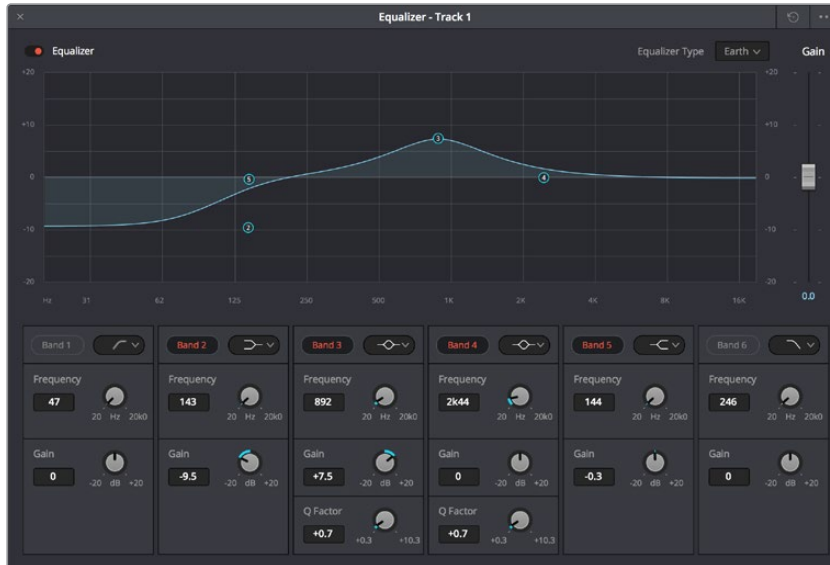 Equalizer - Track 1
Equalizer
Equalizer Type Earth Gain
+20 +20
+10 +10
0 0
-10 -10
-20 -20
Hz 31 62 125 250 500 1K 2K 4K 8K 16K 0.0
5 3 4 2
Band 1 Band 2 Band 3 Band 4 Band 5 Band 6
Frequency Frequency Frequency Frequency Frequency Frequency
47 143 892 2k44 144 246
20 Hz 20k0 20 Hz 20k0 20 Hz 20k0 20 Hz 20k0 20 Hz 20k0 20 Hz 20k0
Gain Gain Gain Gain Gain Gain
0 -9.5 +7.5 0 -0.3 0
-20 dB +20 -20 dB +20 -20 dB +20 -20 dB +20 -20 dB +20 -20 dB +20
Q Factor Q Factor
+0.7 +0.7
+0.3 +10.3 +0.3 +10.3